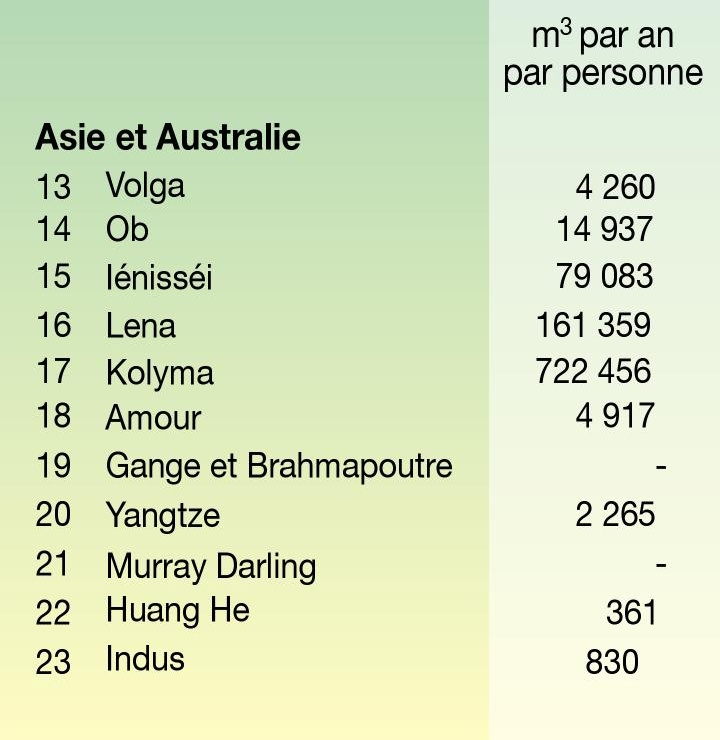 m³ par an
par personne
Asie et Australie
13 Volga 4 260
14 Ob 14 937
15 Iénisséi 79 083
16 Lena 161 359
17 Kolyma 722 456
18 Amour 4 917
19 Gange et Brahmapoutre -
20 Yangtze 2 265
21 Murray Darling -
22 Huang He 361
23 Indus 830